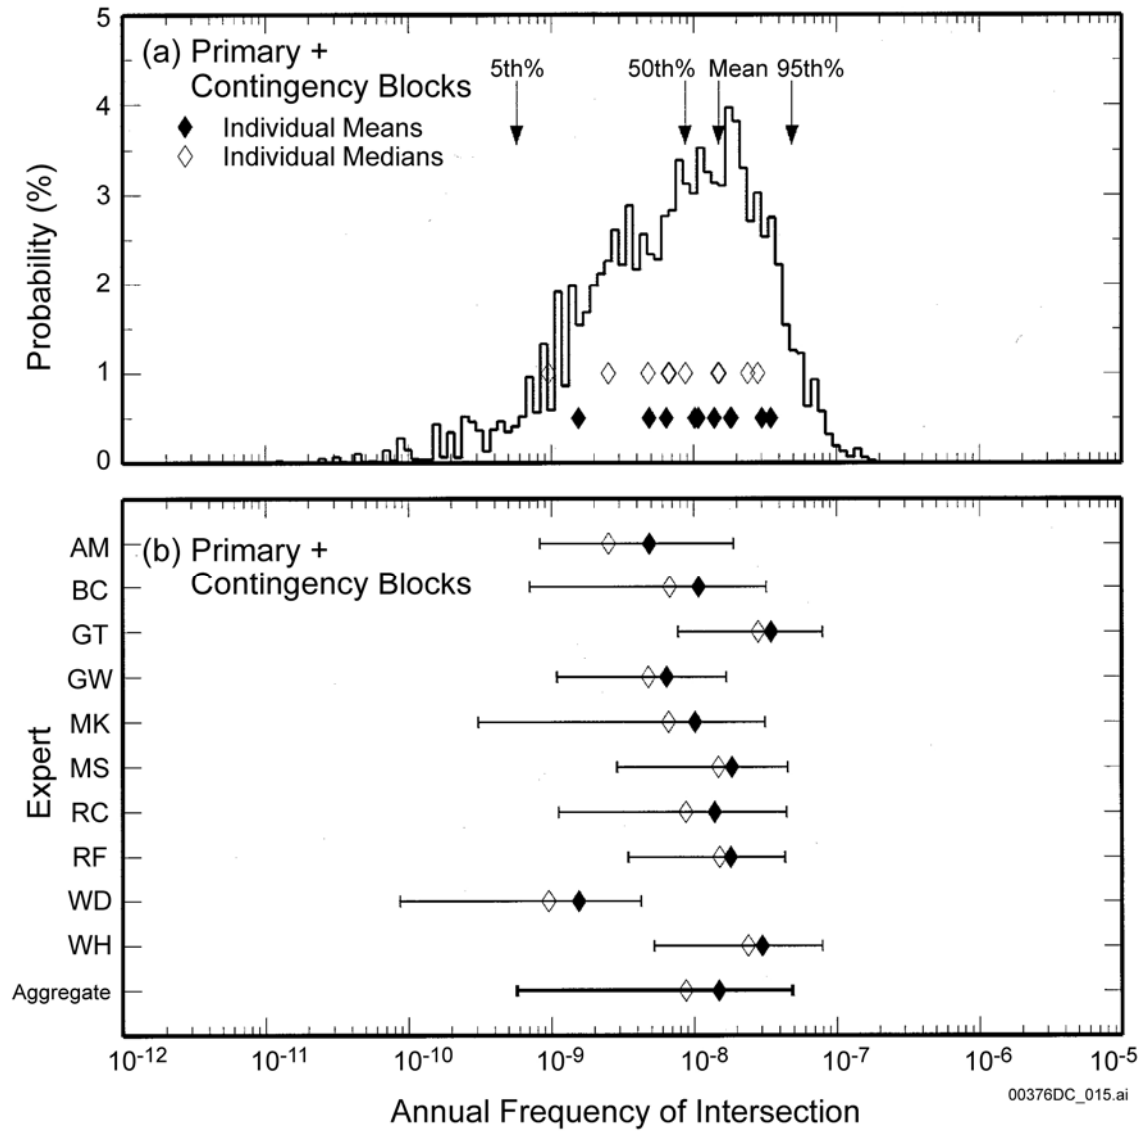 5
(a) Primary +
Contingency Blocks
5th% 50th% Mean 95th%
4
Individual Means
Individual Medians
3
2
1
0
Probability (%)
(b) Primary +
Contingency Blocks
AM
BC
GT
GW
MK
MS
RC
RF
WD
WH
Aggregate
Expert
10-12 10-11 10-10 10-9 10-8 10-7 10-6 10-5
00376DC_015.ai
Annual Frequency of Intersection